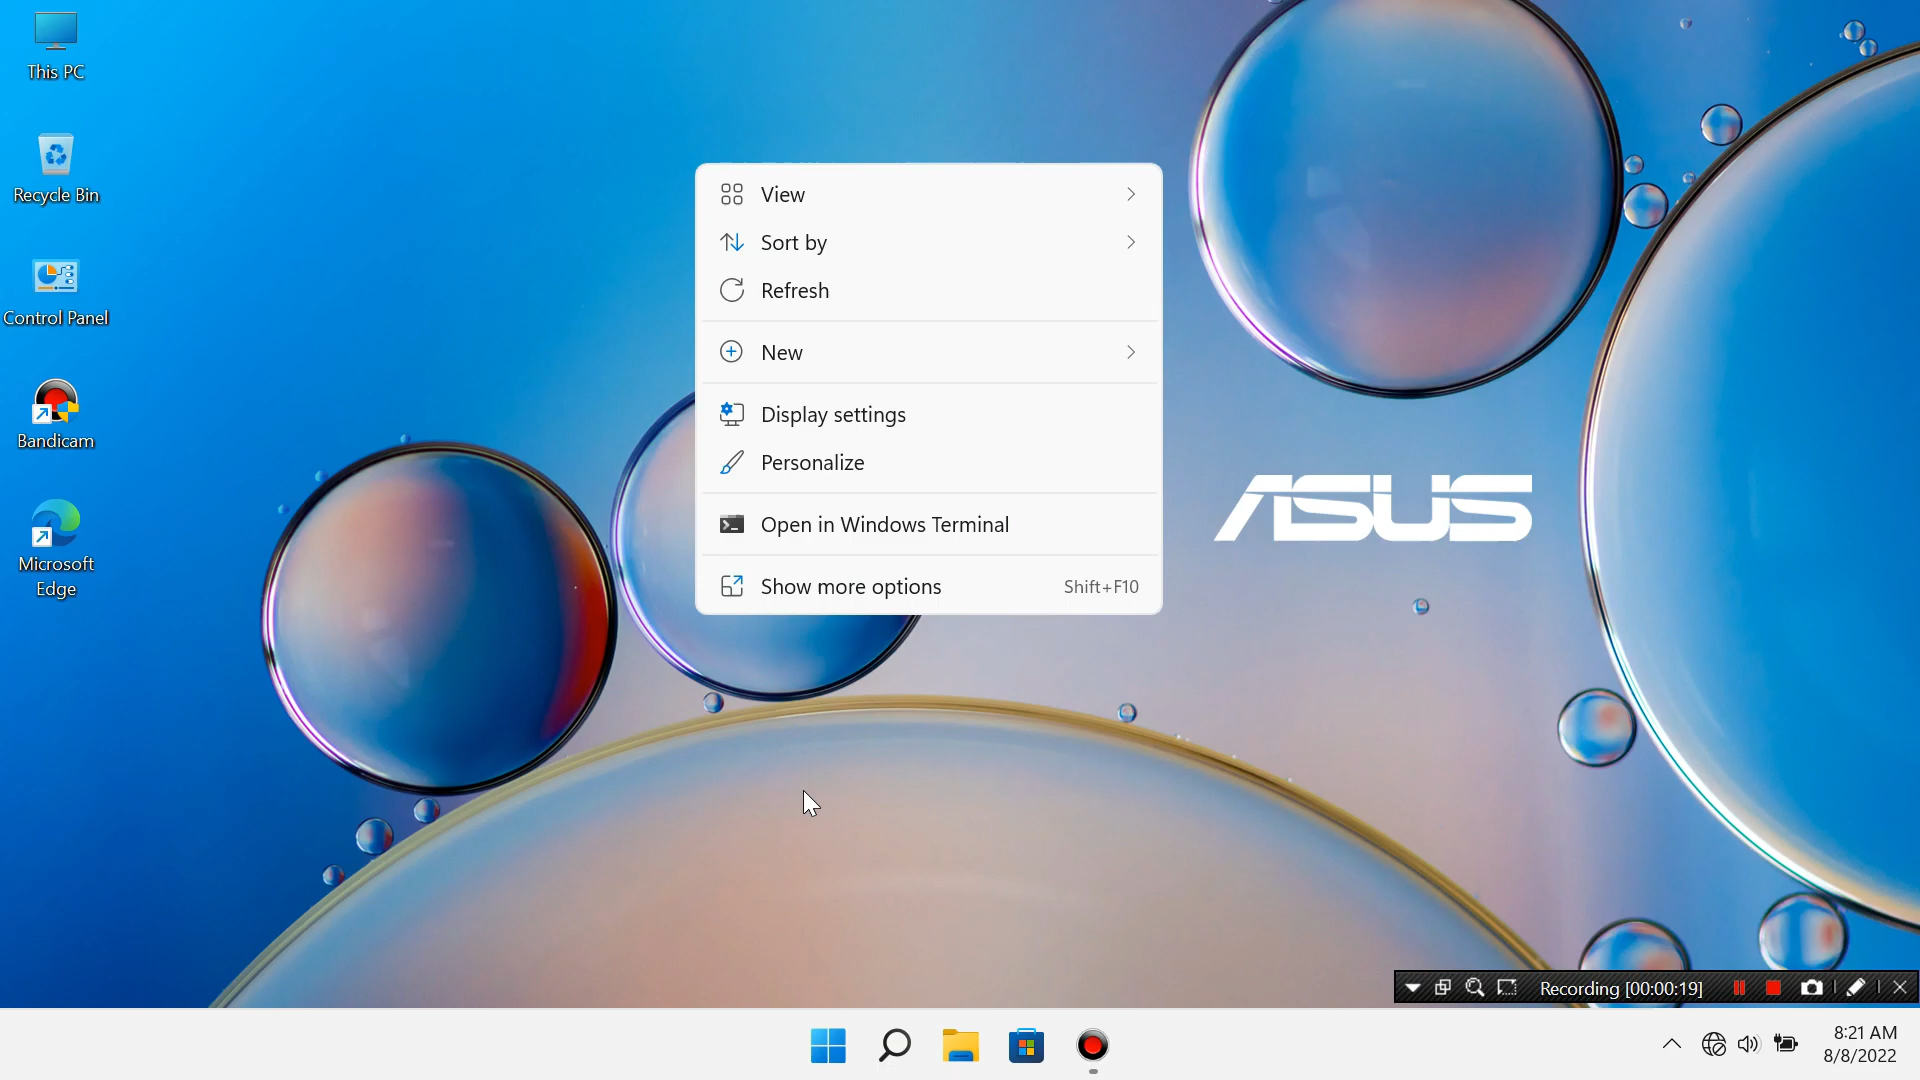 This PC
Recycle Bin
Control Panel
Bandicam
Microsoft
Edge
View
Sort by
Refresh
New
Display settings
Personalize
Open in Windows Terminal
Show more options Shift+F10
ASUS
Recording [00:00:19]
8:21 AM
8/8/2022